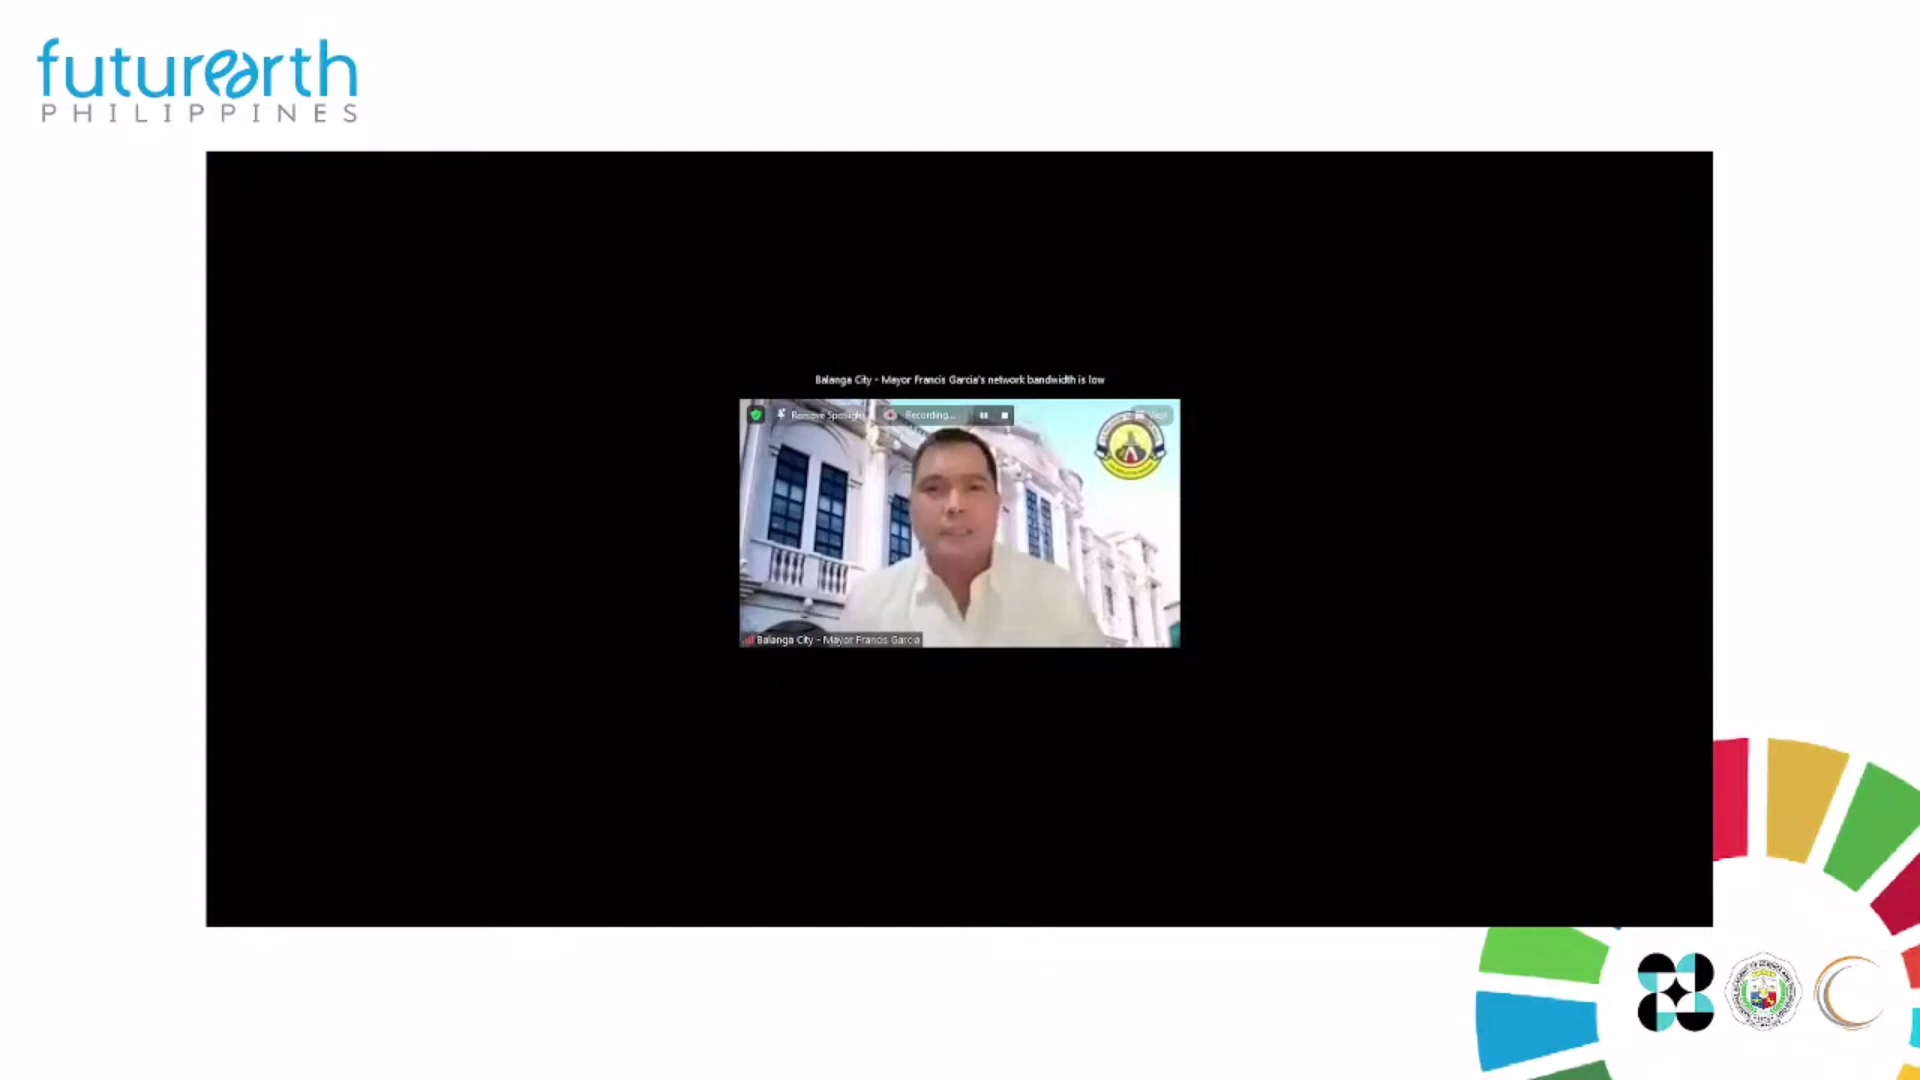 futurearth
PHILIPPINES
Balanga City - Mayor Francis Garcia's network bandwidth is low
Remove Spotlight
Recording...
View
Balanga City - Mayor Francis Garcia